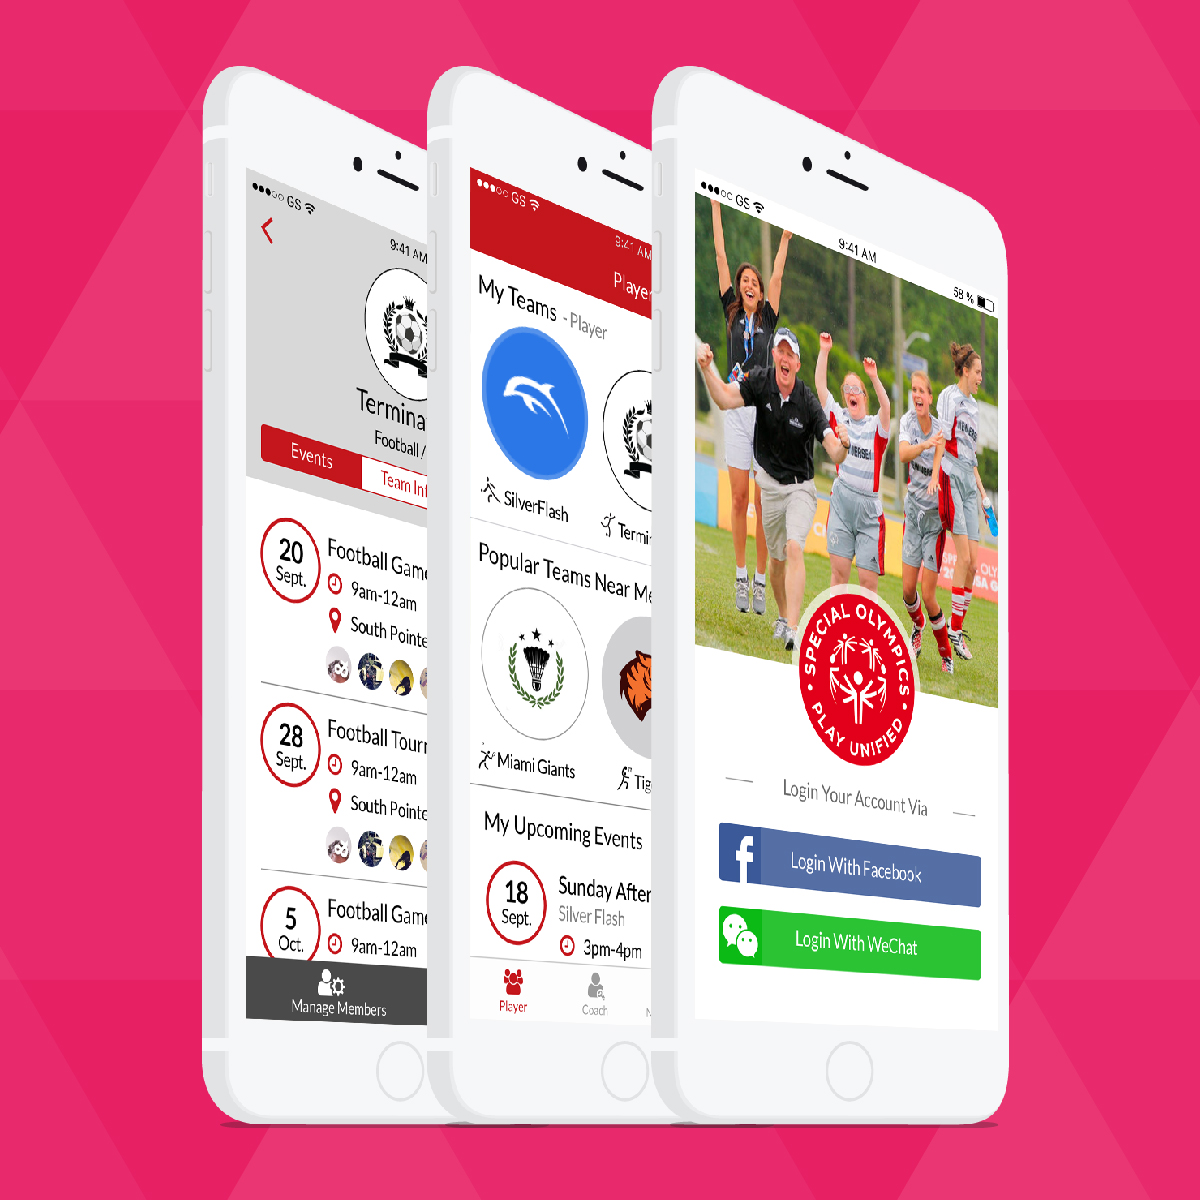 GS
9:41 AM
Football /
Events
Team Inf
20
Sept.
Football Game
9am-12am
South Pointe
28
Sept.
Football Tourn
9am-12am
South Pointe
5
Oct.
Football Game
9am-12am
Manage Members
GS
9:41 AM
Player
My Teams - Player
SilverFlash
Popular Teams Near Me
Miami Giants
My Upcoming Events
18
Sept.
Sunday After
Silver Flash
3pm-4pm
Player
Coach
GS
9:41 AM
58 %
SPECIAL OLYMPICS
PLAY UNIFIED
Login Your Account Via
Login With Facebook
Login With WeChat